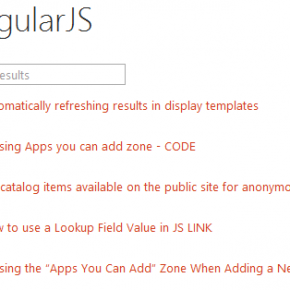 gularJS
esults
omatically refreshing results in display templates
sing Apps you can add zone - CODE
catalog items available on the public site for anonymo
w to use a Lookup Field Value in JS LINK
sing the "Apps You Can Add" Zone When Adding a Ne